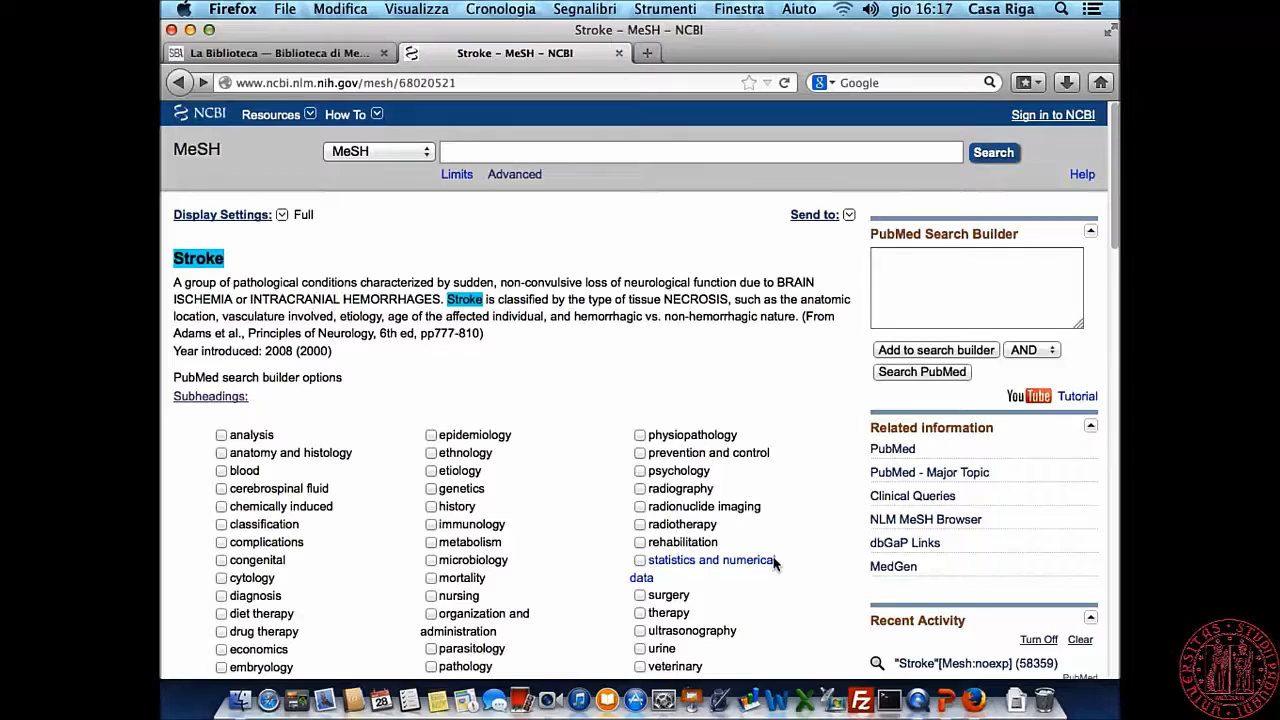 Firefox File Modifica Visualizza Cronologia Segnalibri Strumenti Finestra Aiuto gio 16:17 Casa Riga
Stroke – MeSH – NCBI
SBA La Biblioteca — Biblioteca di Me... Stroke – MeSH – NCBI
www.ncbi.nlm.nih.gov/mesh/68020521 Google
NCBI Resources How To Sign in to NCBI
MeSH MeSH Search
Limits Advanced Help
Display Settings: Full Send to:
Stroke
A group of pathological conditions characterized by sudden, non-convulsive loss of neurological function due to BRAIN
ISCHEMIA or INTRACRANIAL HEMORRHAGES. Stroke is classified by the type of tissue NECROSIS, such as the anatomic
location, vasculature involved, etiology, age of the affected individual, and hemorrhagic vs. non-hemorrhagic nature. (From
Adams et al., Principles of Neurology, 6th ed, pp777-810)
Year introduced: 2008 (2000)
PubMed search builder options
Subheadings:
analysis
anatomy and histology
blood
cerebrospinal fluid
chemically induced
classification
complications
congenital
cytology
diagnosis
diet therapy
drug therapy
economics
embryology
epidemiology
ethnology
etiology
genetics
history
immunology
metabolism
microbiology
mortality
nursing
organization and
administration
parasitology
pathology
physiopathology
prevention and control
psychology
radiography
radionuclide imaging
radiotherapy
rehabilitation
statistics and numerical
data
surgery
therapy
ultrasonography
urine
veterinary
PubMed Search Builder
Add to search builder AND
Search PubMed
YouTube Tutorial
Related information
PubMed
PubMed - Major Topic
Clinical Queries
NLM MeSH Browser
dbGaP Links
MedGen
Recent Activity
Turn Off Clear
"Stroke"[Mesh:noexp] (58359)
PubMed